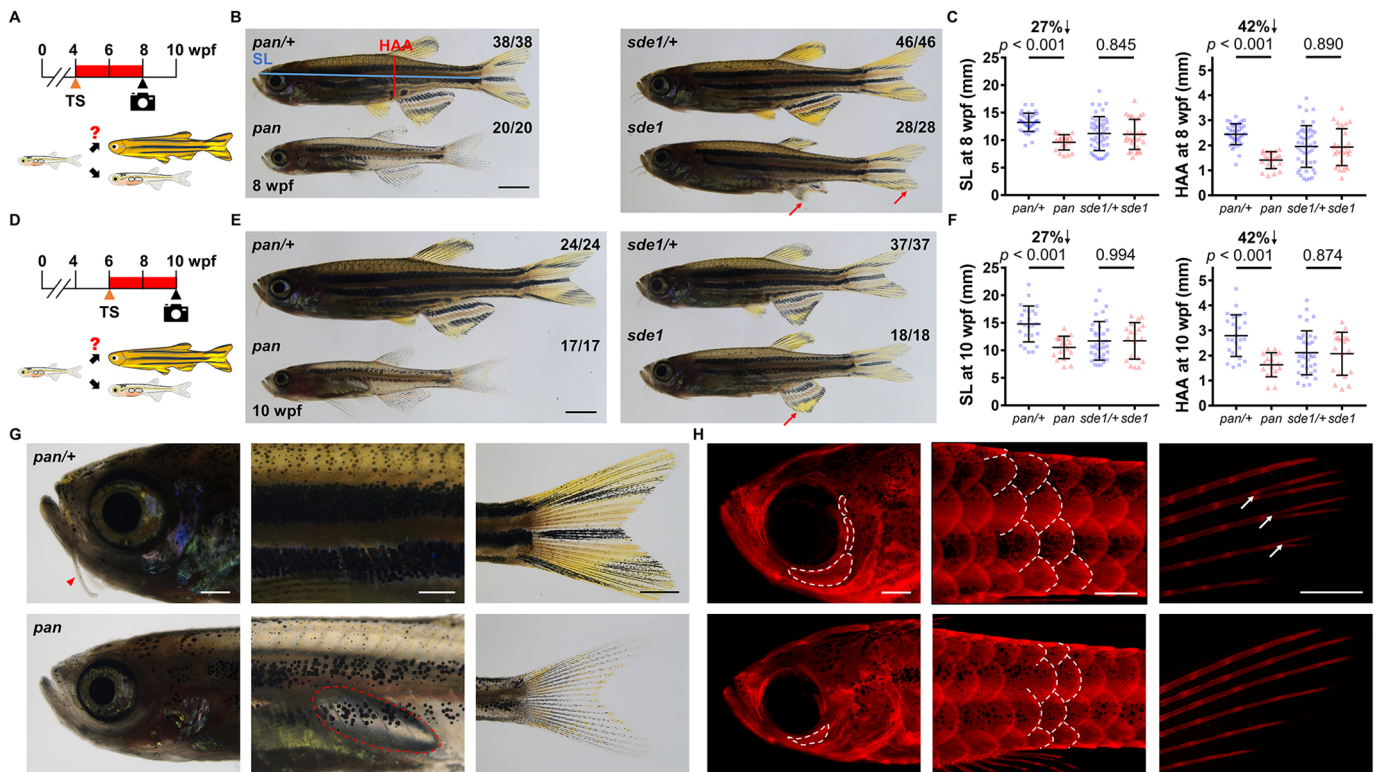 A
0 4 8 10 wpf
TS
?
B
pan/+
38/38
HAA
SL
pan
20/20
8 wpf
sde1/+
46/46
sde1
28/28
C
27%↓
p < 0.001 0.845
SL at 8 wpf (mm)
25
20
15
10
5
0
pan/+ pan sde1/+ sde1
42%↓
p < 0.001 0.890
HAA at 8 wpf (mm)
5
4
3
2
1
0
pan/+ pan sde1/+ sde1
D
0 4 6 8 10 wpf
TS
?
E
pan/+
24/24
pan
17/17
10 wpf
sde1/+
37/37
sde1
18/18
F
27%↓
p < 0.001 0.994
SL at 10 wpf (mm)
25
20
15
10
5
0
pan/+ pan sde1/+ sde1
42%↓
p < 0.001 0.874
HAA at 10 wpf (mm)
5
4
3
2
1
0
pan/+ pan sde1/+ sde1
G
pan/+
pan
H